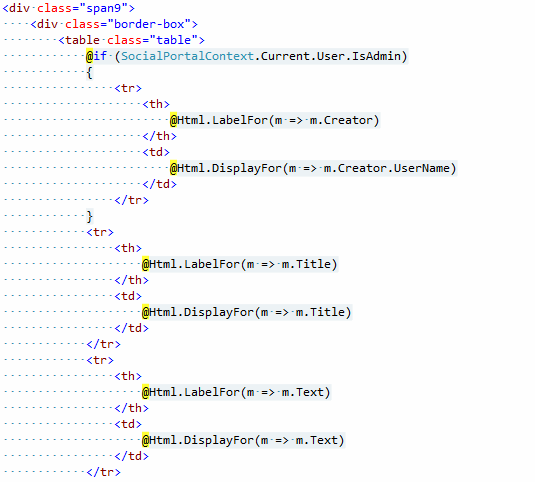 <div class="span9">
    <div class="border-box">
        <table class="table">
            @if (SocialPortalContext.Current.User.IsAdmin)
            {
                <tr>
                    <th>
                        @Html.LabelFor(m => m.Creator)
                    </th>
                    <td>
                        @Html.DisplayFor(m => m.Creator.UserName)
                    </td>
                </tr>
            }
            <tr>
                <th>
                    @Html.LabelFor(m => m.Title)
                </th>
                <td>
                    @Html.DisplayFor(m => m.Title)
                </td>
            </tr>
            <tr>
                <th>
                    @Html.LabelFor(m => m.Text)
                </th>
                <td>
                    @Html.DisplayFor(m => m.Text)
                </td>
            </tr>